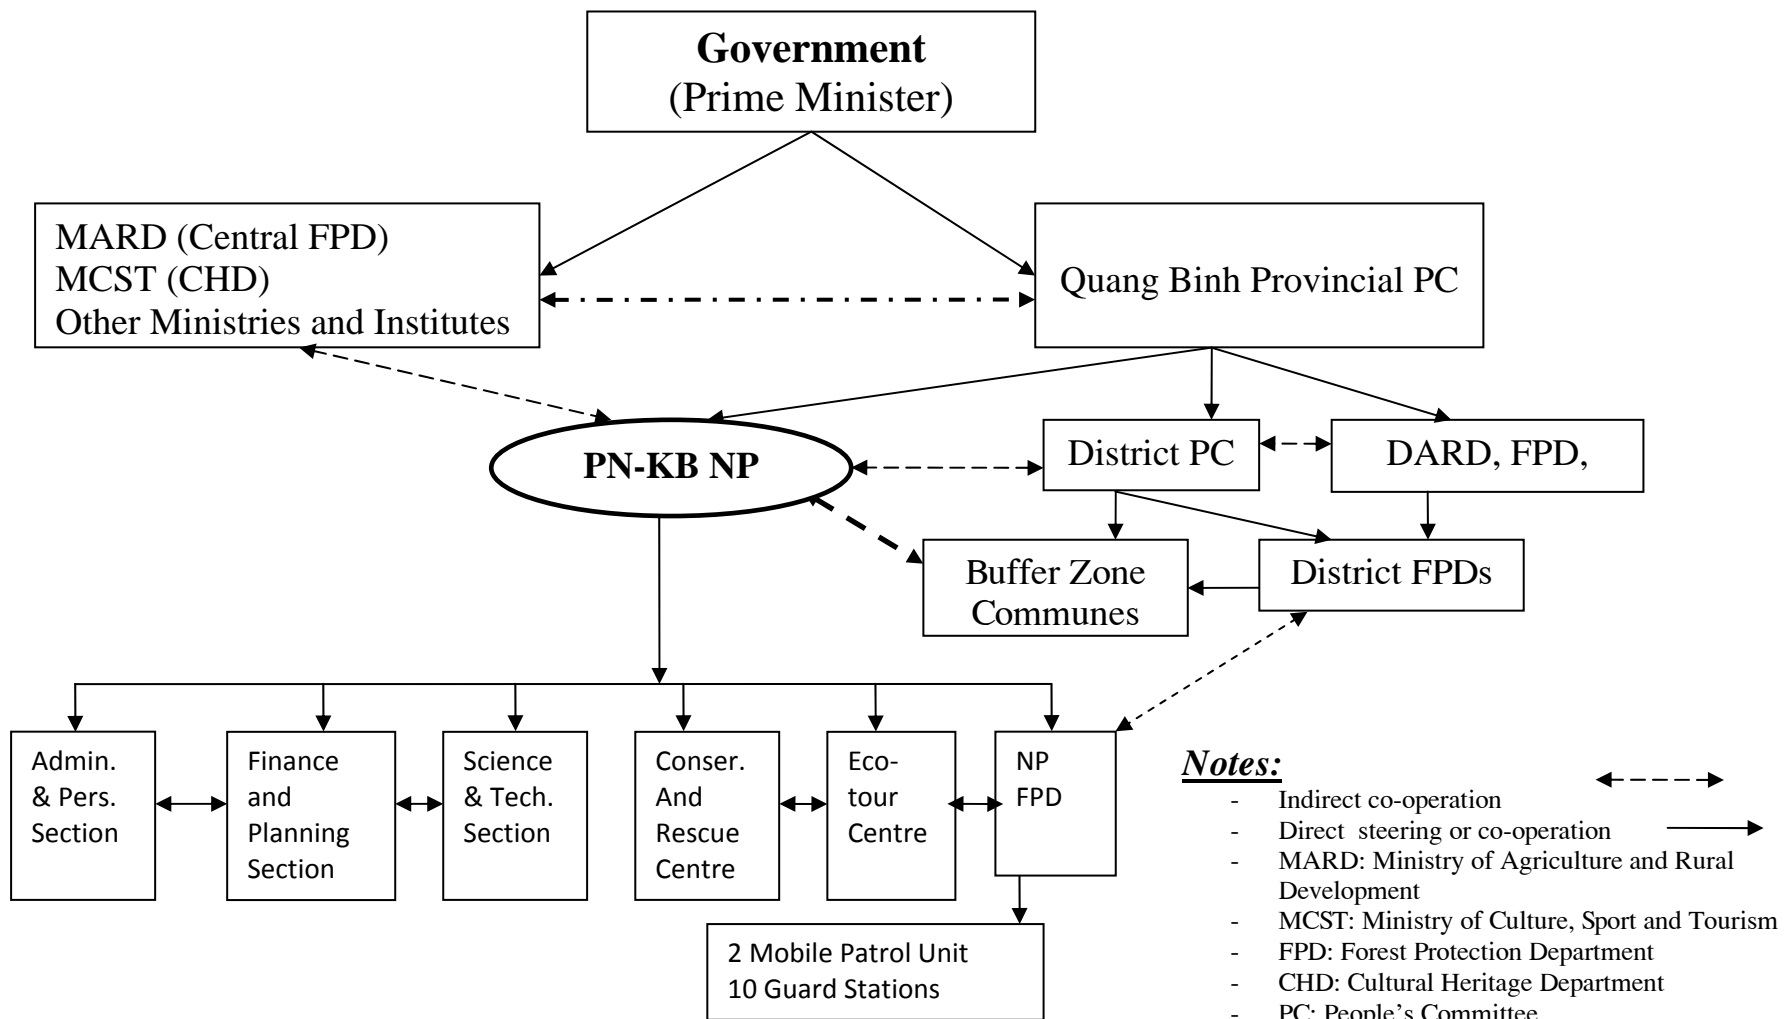 Government
(Prime Minister)
MARD (Central FPD)
MCST (CHD)
Other Ministries and Institutes
Quang Binh Provincial PC
PN-KB NP
District PC
DARD, FPD,
Buffer Zone
Communes
District FPDs
Admin.
& Pers.
Section
Finance
and
Planning
Section
Science
& Tech.
Section
Conser.
And
Rescue
Centre
Eco-
tour
Centre
NP
FPD
2 Mobile Patrol Unit
10 Guard Stations
Notes:
- Indirect co-operation
- Direct steering or co-operation
- MARD: Ministry of Agriculture and Rural
Development
- MCST: Ministry of Culture, Sport and Tourism
- FPD: Forest Protection Department
- CHD: Cultural Heritage Department
- PC: People's Committee